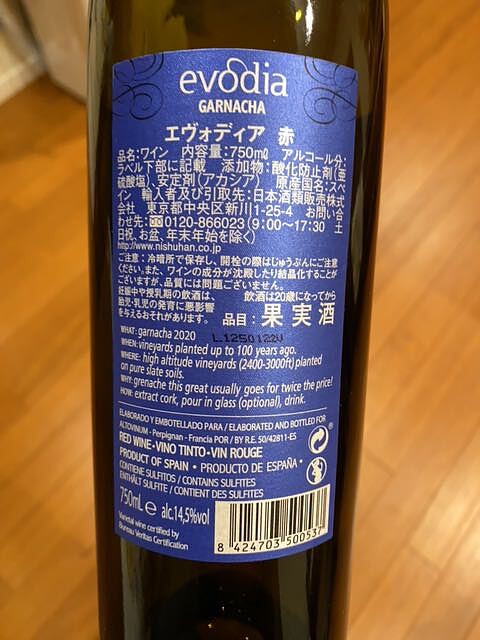 evodia
GARNACHA
エヴォディア 赤
品名:ワイン 内容量:750mℓ アルコール分:
ラベル下部に記載 添加物:酸化防止剤(亜
硫酸塩)、安定剤(アカシア) 原産国名:スペ
イン 輸入者及び引取先:日本酒類販売株式
会社 東京都中央区新川1-25-4 お問い合
わせ先:0120-866023(9:00~17:30 土
日祝、お盆、年末年始を除く)
http://www.nishuhan.co.jp
ご注意:冷暗所で保存し、開栓の際はじゅうぶんにご注意
ください。また、ワインの成分が沈殿したり結晶化することが
ございますが、品質には問題ございません。
妊娠中や授乳期の飲酒は、 飲酒は20歳になってから
胎児・乳児の発育に悪影響
を与えるおそれがあります。 品目:果実酒
WHAT: garnacha 2020 L.1250122V
WHEN: vineyards planted up to 100 years ago.
WHERE: high altitude vineyards (2400-3000ft) planted
on pure slate soils.
WHY: grenache this great usually goes for twice the price!
HOW: extract cork, pour in glass (optional), drink.
ELABORADO Y EMBOTELLADO PARA / ELABORATED AND BOTTLED FOR
ALTOVINUM - Perpignan - Francia POR / BY R.E. 50/42811-ES
RED WINE • VINO TINTO • VIN ROUGE
PRODUCT OF SPAIN • PRODUCTO DE ESPAÑA •
CONTIENE SULFITOS / CONTAINS SULFITES
ENTHÄLT SULFITE / CONTIENT DES SULFITES
750mL e alc.14,5%vol
Varietal wine certified by
Bureau Veritas Certification
8 424703 500537